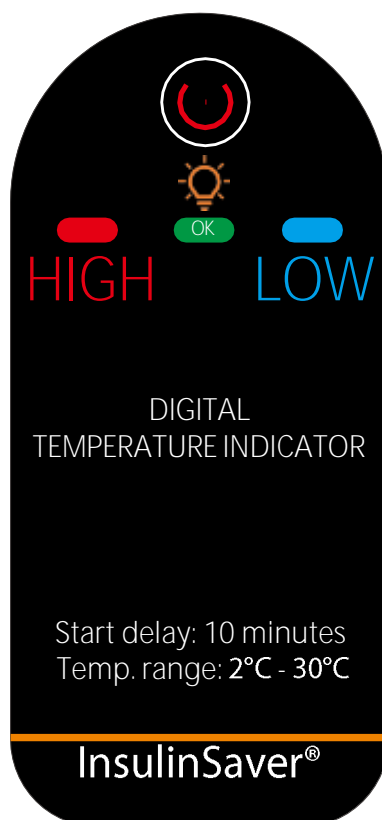 OK
HIGH LOW
DIGITAL
TEMPERATURE INDICATOR
Start delay: 10 minutes
Temp. range: 2°C - 30°C
InsulinSaver®